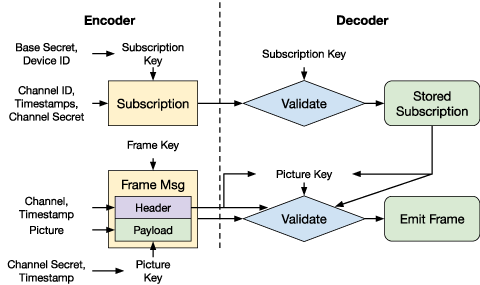 Encoder
Decoder
Base Secret,
Device ID
Subscription
Key
Subscription Key
Channel ID,
Timestamps,
Channel Secret
Subscription
Validate
Stored
Subscription
Frame Key
Frame Msg
Picture Key
Channel,
Timestamp
Header
Picture
Payload
Validate
Emit Frame
Channel Secret,
Timestamp
Picture
Key